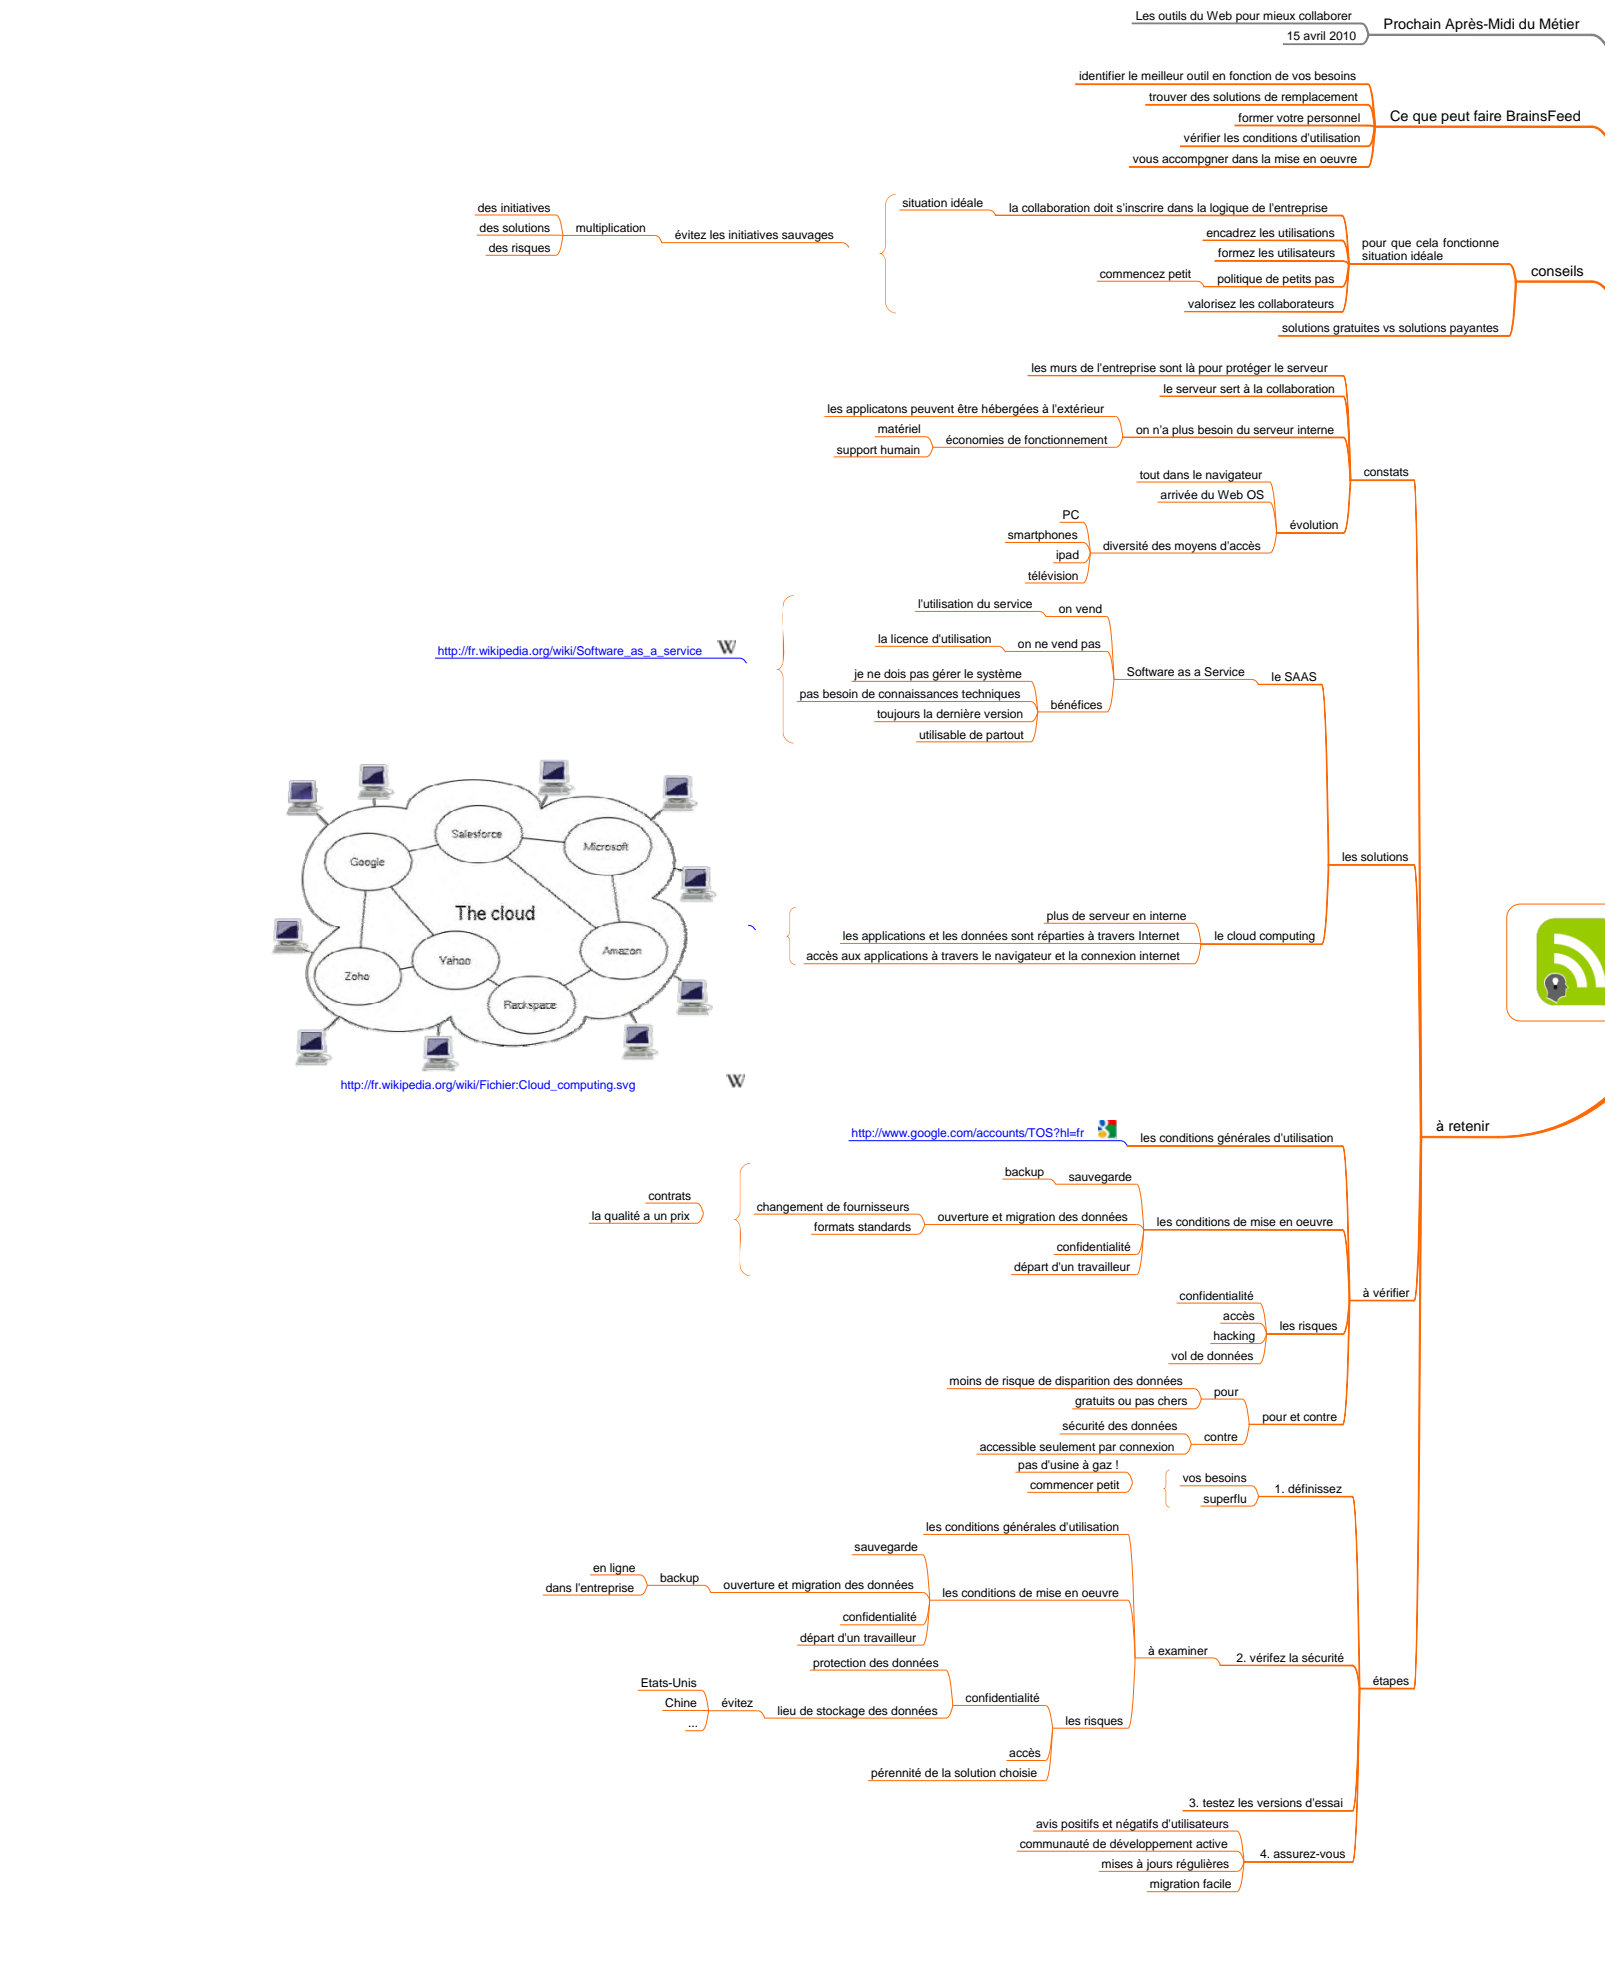 Les outils du Web pour mieux collaborer
15 avril 2010
Prochain Après-Midi du Métier
identifier le meilleur outil en fonction de vos besoins
trouver des solutions de remplacement
former votre personnel
vérifier les conditions d'utilisation
vous accompgner dans la mise en oeuvre
Ce que peut faire BrainsFeed
des initiatives
des solutions
des risques
multiplication
évitez les initiatives sauvages
situation idéale
la collaboration doit s'inscrire dans la logique de l'entreprise
encadrez les utilisations
formez les utilisateurs
commencez petit
politique de petits pas
valorisez les collaborateurs
pour que cela fonctionne
situation idéale
solutions gratuites vs solutions payantes
conseils
les murs de l'entreprise sont là pour protéger le serveur
le serveur sert à la collaboration
les applicatons peuvent être hébergées à l'extérieur
matériel
support humain
économies de fonctionnement
on n'a plus besoin du serveur interne
tout dans le navigateur
arrivée du Web OS
PC
smartphones
ipad
télévision
diversité des moyens d'accès
évolution
constats
http://fr.wikipedia.org/wiki/Software_as_a_service
W
l'utilisation du service
on vend
la licence d'utilisation
on ne vend pas
je ne dois pas gérer le système
pas besoin de connaissances techniques
toujours la dernière version
utilisable de partout
bénéfices
Software as a Service
le SAAS
Salesforce
Microsoft
Google
The cloud
Amazon
Yahoo
Zoho
Rackspace
http://fr.wikipedia.org/wiki/Fichier:Cloud_computing.svg
W
plus de serveur en interne
les applications et les données sont réparties à travers Internet
accès aux applications à travers le navigateur et la connexion internet
le cloud computing
les solutions
http://www.google.com/accounts/TOS?hl=fr
les conditions générales d'utilisation
contrats
la qualité a un prix
backup
sauvegarde
changement de fournisseurs
formats standards
ouverture et migration des données
confidentialité
départ d'un travailleur
les conditions de mise en oeuvre
confidentialité
accès
hacking
vol de données
les risques
moins de risque de disparition des données
gratuits ou pas chers
pour
sécurité des données
accessible seulement par connexion
contre
pour et contre
à vérifier
à retenir
pas d'usine à gaz !
commencer petit
vos besoins
superflu
1. définissez
les conditions générales d'utilisation
sauvegarde
en ligne
dans l'entreprise
backup
ouverture et migration des données
confidentialité
départ d'un travailleur
les conditions de mise en oeuvre
protection des données
Etats-Unis
Chine
...
évitez
lieu de stockage des données
confidentialité
accès
pérennité de la solution choisie
les risques
à examiner
2. vérifez la sécurité
3. testez les versions d'essai
avis positifs et négatifs d'utilisateurs
communauté de développement active
mises à jours régulières
migration facile
4. assurez-vous
étapes